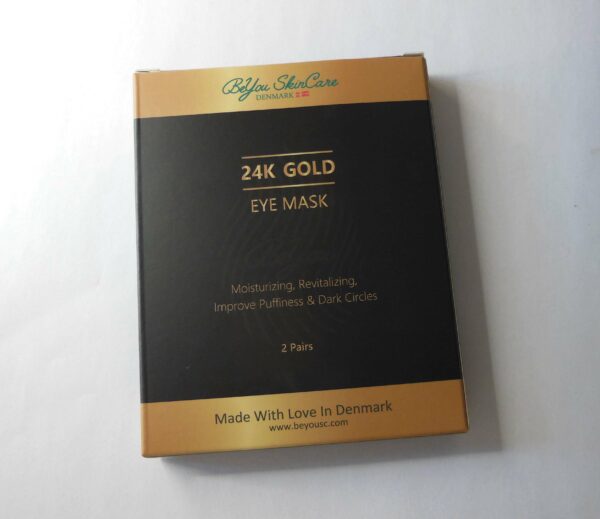 BeYou SkinCare
DENMARK
24K GOLD
EYE MASK
Moisturizing, Revitalizing,
Improve Puffiness & Dark Circles
2 Pairs
Made With Love In Denmark
www.beyousc.com